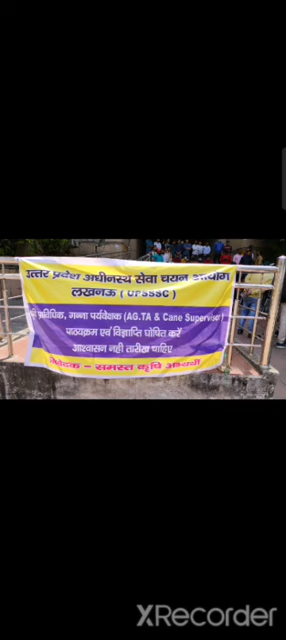 उत्तर प्रदेश अधीनस्थ सेवा चयन आयोग
लखनऊ ( UPSSSC )
प्राविधिक, गन्ना पर्यवेक्षक (AG.TA & Cane Supervisor)
पाठ्यक्रम एवं विज्ञाप्ति घोषित करें
आश्वासन नही तारीख चाहिए
निवेदक – समस्त कृषि अभ्यर्थी
XRecorder